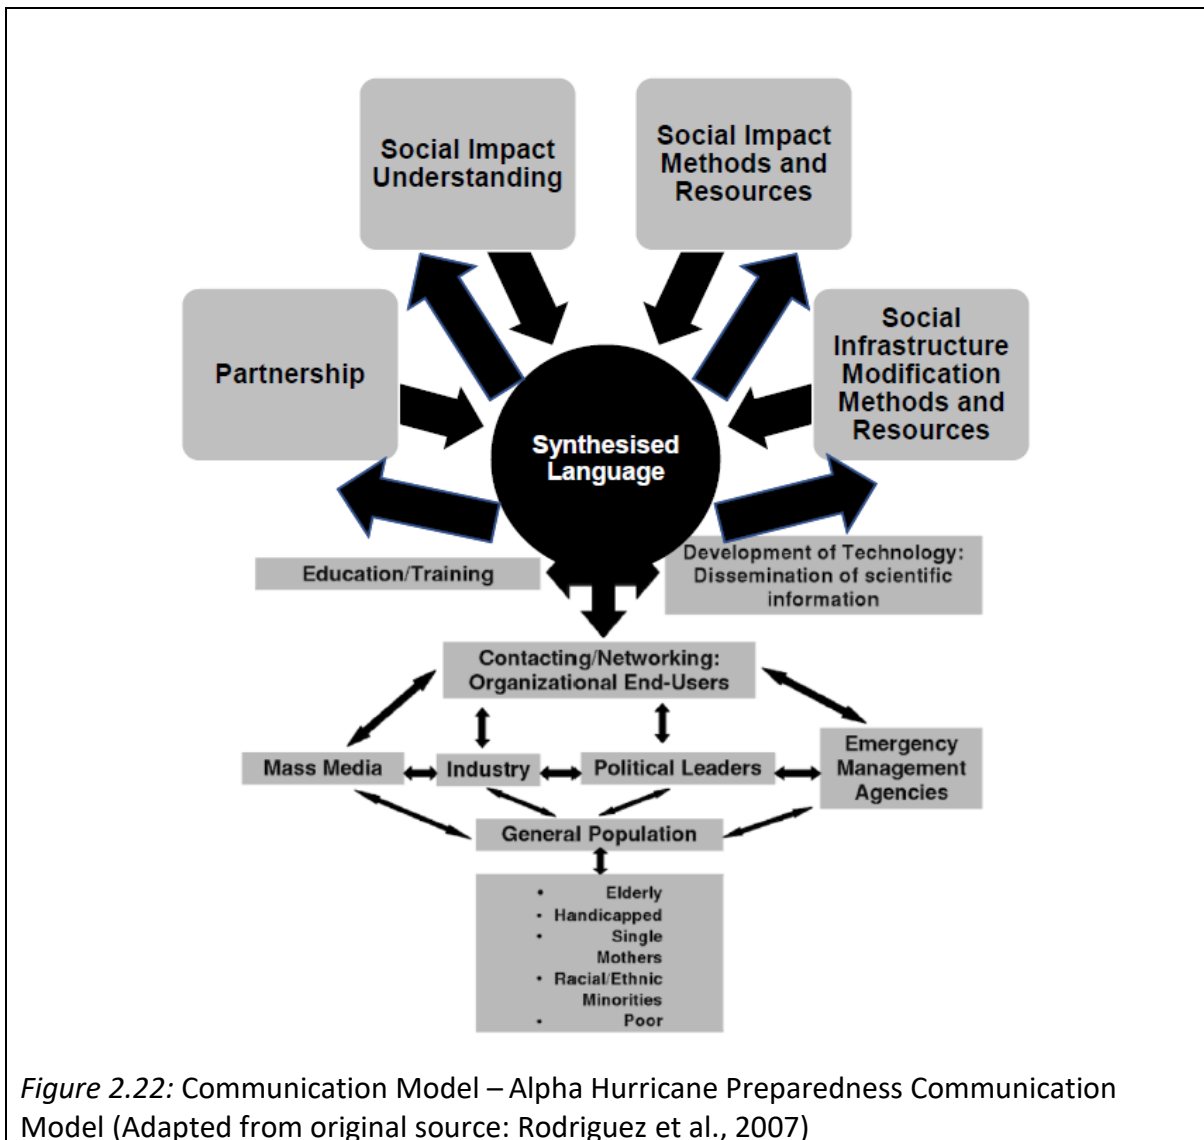 Social Impact
Understanding
Social Impact
Methods and
Resources
Partnership
Social
Infrastructure
Modification
Methods and
Resources
Synthesised
Language
Education/Training
Development of Technology:
Dissemination of scientific
information
Contacting/Networking:
Organizational End-Users
Mass Media
Industry
Political Leaders
Emergency
Management
Agencies
General Population
• Elderly
• Handicapped
• Single
Mothers
• Racial/Ethnic
Minorities
• Poor
Figure 2.22: Communication Model – Alpha Hurricane Preparedness Communication
Model (Adapted from original source: Rodriguez et al., 2007)